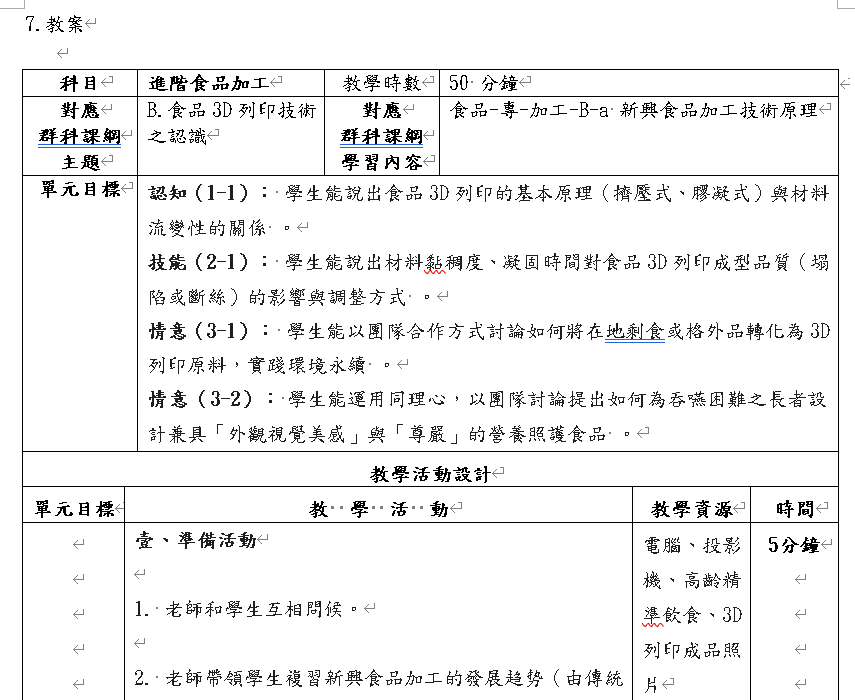 7.教案
科目 進階食品加工 教學時數 50 分鐘
對應 B.食品 3D 列印技術 對應 食品-專-加工-B-a 新興食品加工技術原理
群科課綱 之認識 群科課綱
主題 學習內容
單元目標 認知（1-1）： 學生能說出食品 3D 列印的基本原理（擠壓式、膠凝式）與材料
流變性的關係 。
技能（2-1）： 學生能說出材料黏稠度、凝固時間對食品 3D 列印成型品質（塌
陷或斷絲）的影響與調整方式 。
情意（3-1）： 學生能以團隊合作方式討論如何將在地剩食或格外品轉化為 3D
列印原料，實踐環境永續 。
情意（3-2）： 學生能運用同理心，以團隊討論提出如何為吞嚥困難之長者設
計兼具「外觀視覺美感」與「尊嚴」的營養照護食品 。
教學活動設計
單元目標 教 學 活 動 教學資源 時間
壹、準備活動 電腦、投影 5分鐘
機、高齡精
1. 老師和學生互相問候。 準飲食、3D
列印成品照
2. 老師帶領學生複習新興食品加工的發展趨勢（由傳統 片